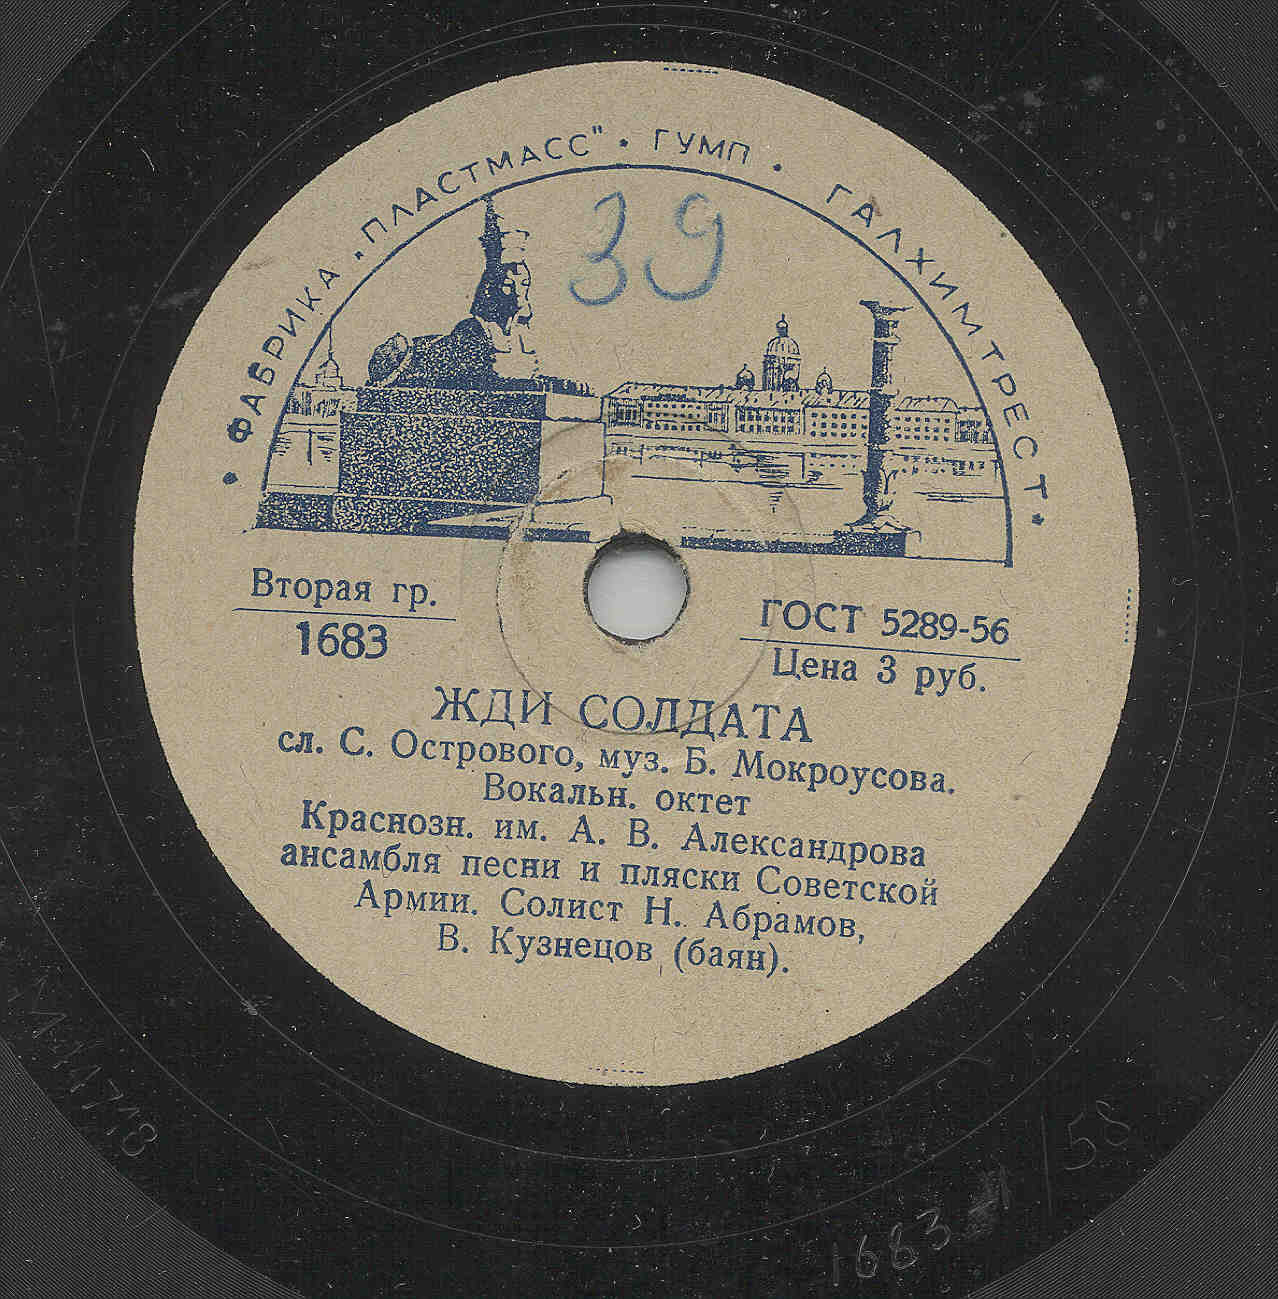 • ФАБРИКА „ПЛАСТМАСС" • ГУМП • ГАЛХИМТРЕСТ •
39
Вторая гр.
1683
ГОСТ 5289-56
Цена 3 руб.
ЖДИ СОЛДАТА
сл. С. Острового, муз. Б. Мокроусова.
Вокальн. октет
Краснозн. им. А. В. Александрова
ансамбля песни и пляски Советской
Армии. Солист Н. Абрамов,
В. Кузнецов (баян).
1683
/58